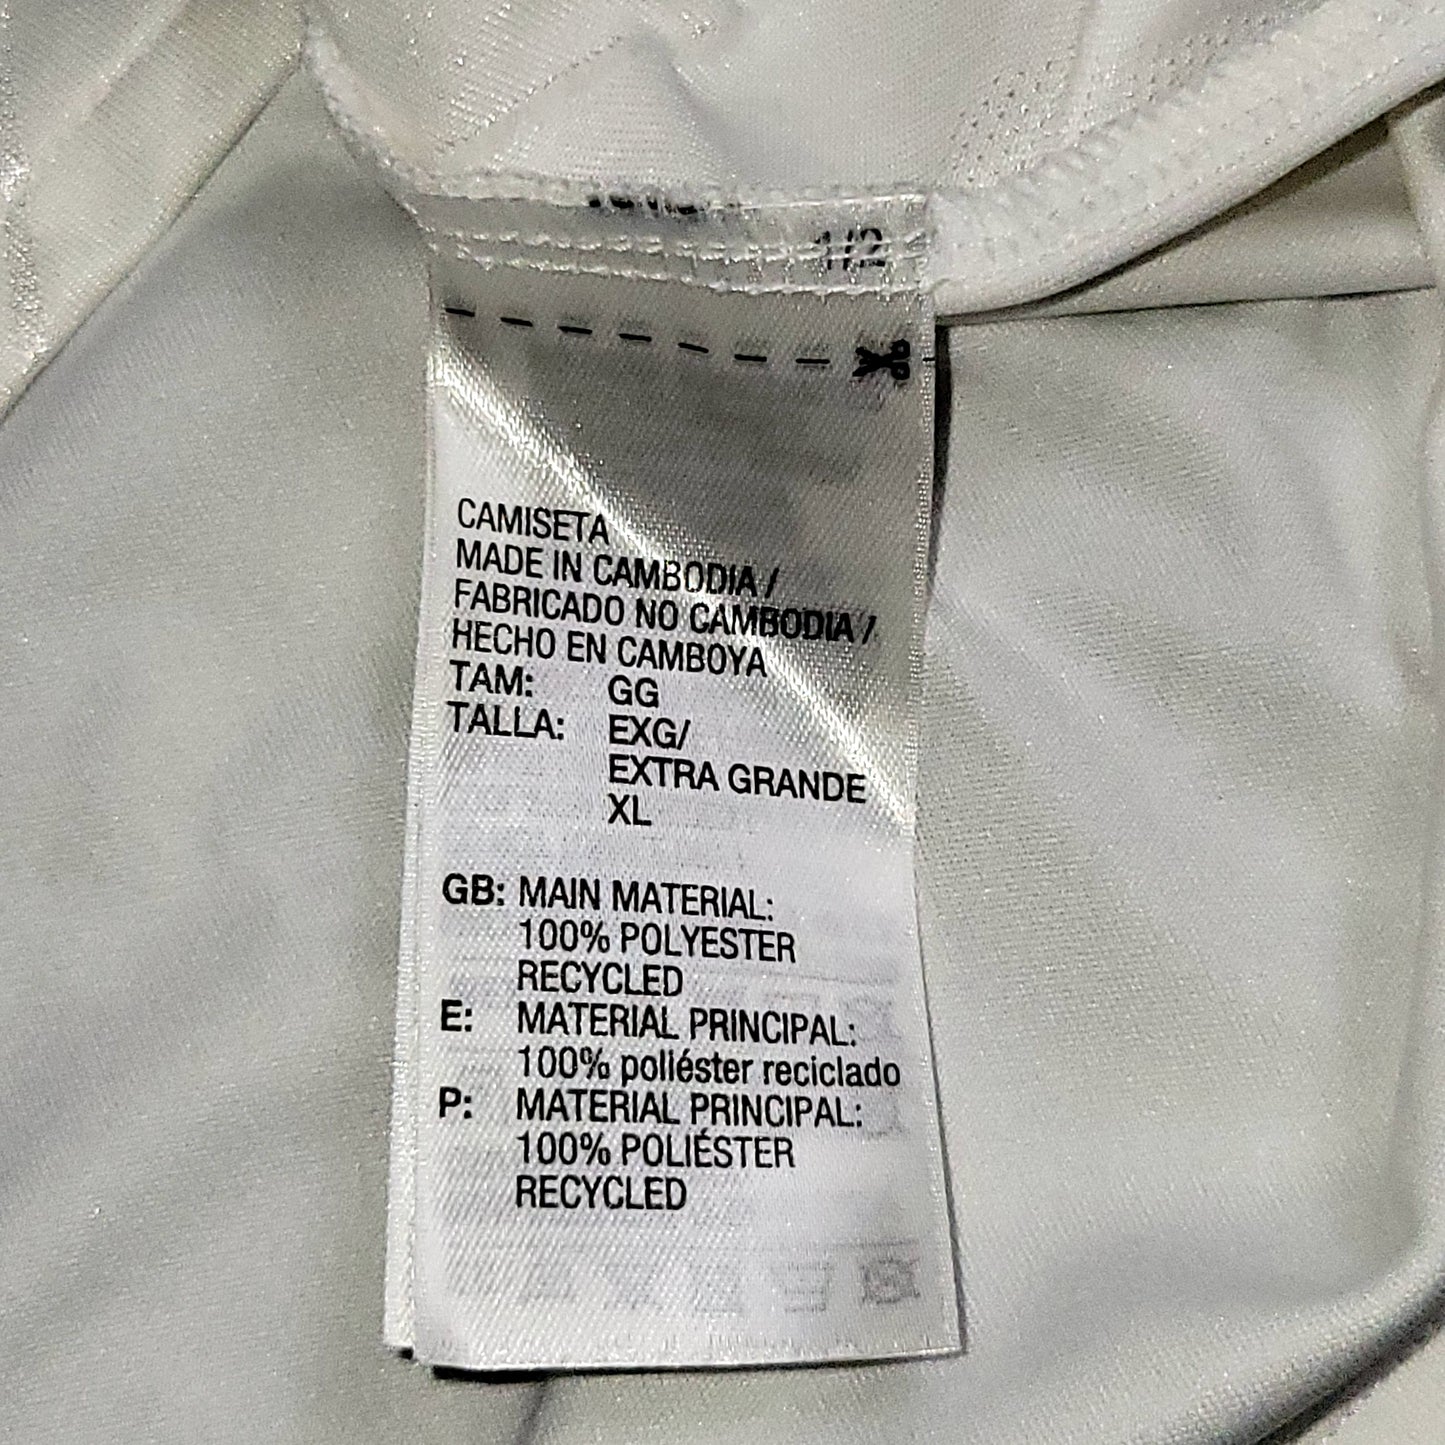 1/2
CAMISETA
MADE IN CAMBODIA /
FABRICADO NO CAMBODIA /
HECHO EN CAMBOYA
TAM: GG
TALLA: EXG/
EXTRA GRANDE
XL
GB: MAIN MATERIAL:
100% POLYESTER
RECYCLED
E: MATERIAL PRINCIPAL:
100% poliéster reciclado
P: MATERIAL PRINCIPAL:
100% POLIÉSTER
RECYCLED